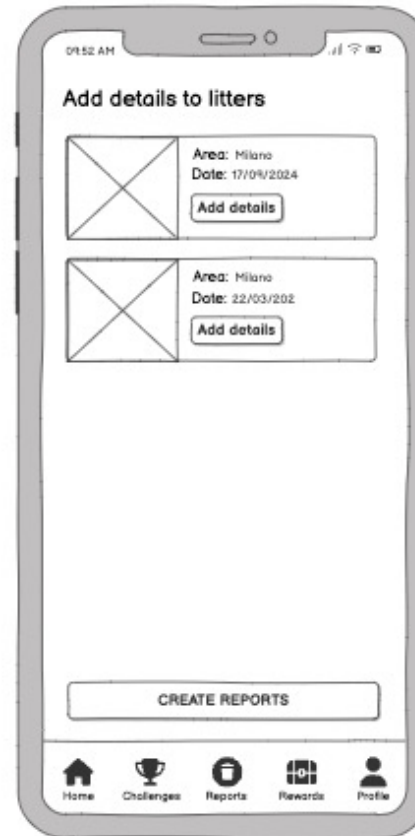 09:52 AM
Add details to litters
Area: Milano
Date: 17/09/2024
Add details
Area: Milano
Date: 22/03/202
Add details
CREATE REPORTS
Home Challenges Reports Rewards Profile